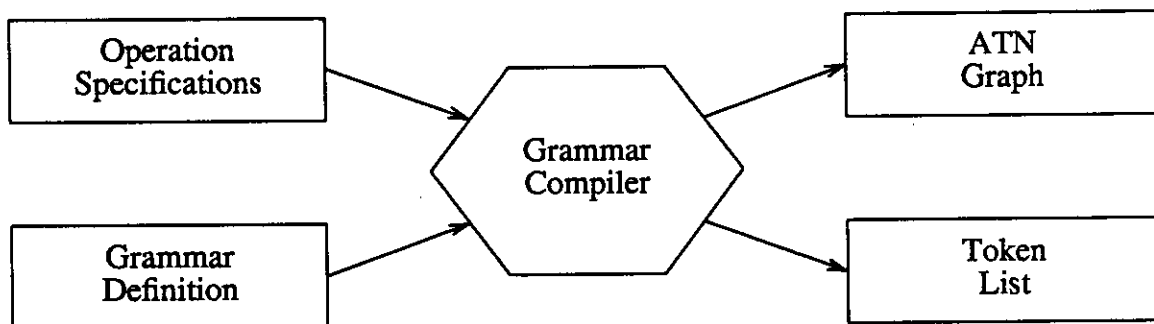 Operation
Specifications
Grammar
Definition
Grammar
Compiler
ATN
Graph
Token
List